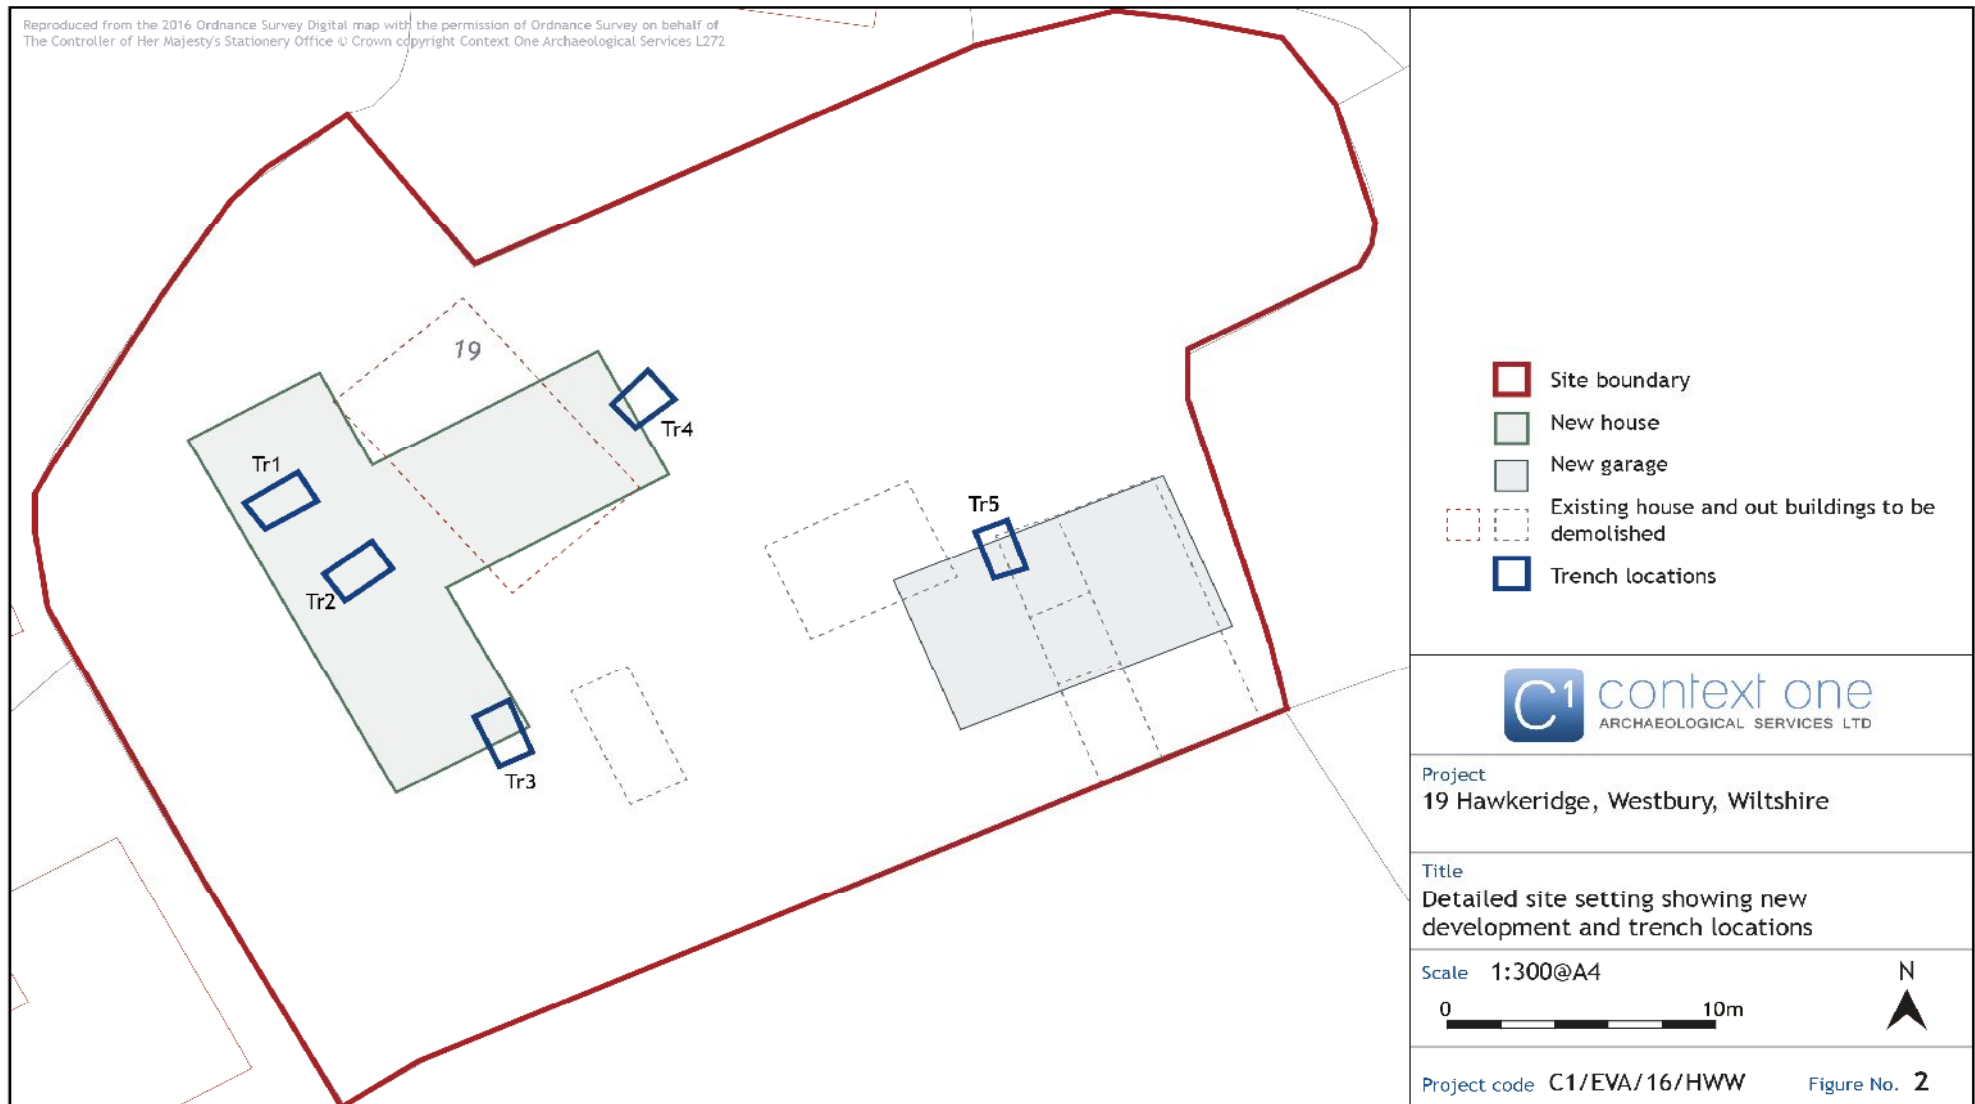 Reproduced from the 2016 Ordnance Survey Digital map with the permission of Ordnance Survey on behalf of
The Controller of Her Majesty's Stationery Office © Crown copyright Context One Archaeological Services L272
19
Tr1
Tr2
Tr3
Tr4
Tr5
Site boundary
New house
New garage
Existing house and out buildings to be
demolished
Trench locations
C1 context one
ARCHAEOLOGICAL SERVICES LTD
Project
19 Hawkeridge, Westbury, Wiltshire
Title
Detailed site setting showing new
development and trench locations
Scale 1:300@A4
N
0 10m
Project code C1/EVA/16/HWW Figure No. 2